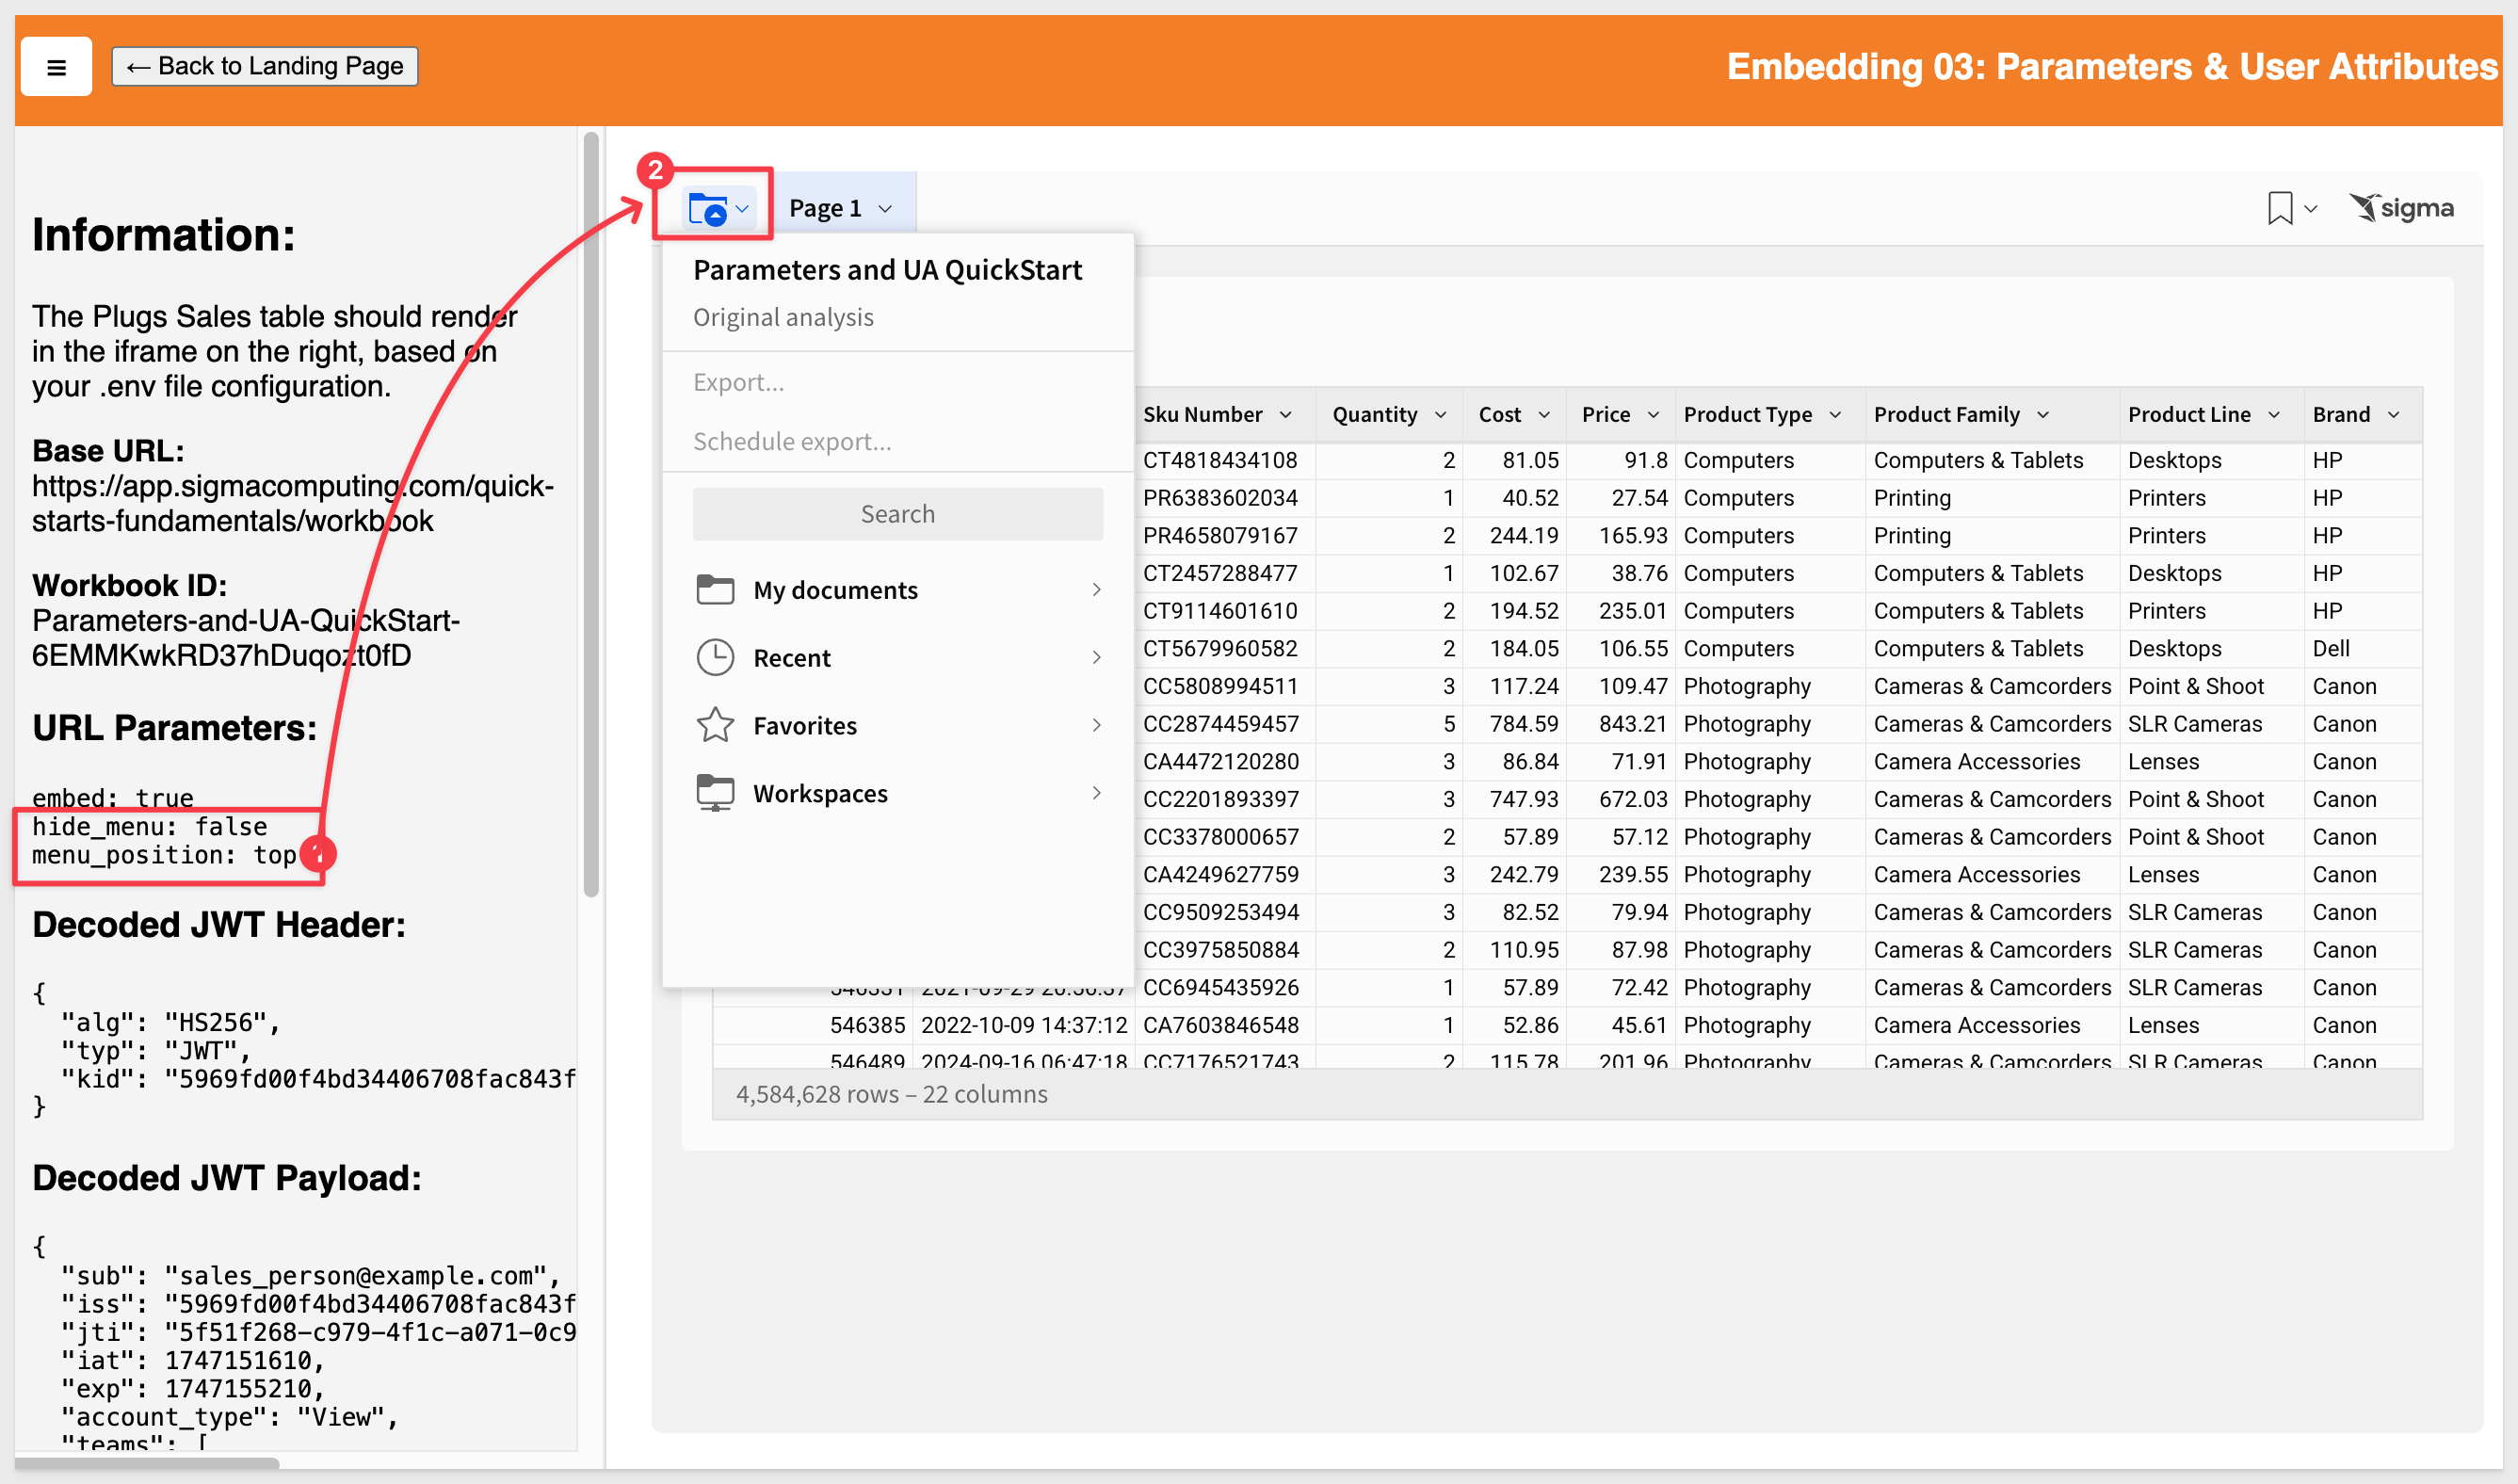 ← Back to Landing Page
Embedding 03: Parameters & User Attributes
Information:
The Plugs Sales table should render
in the iframe on the right, based on
your .env file configuration.
Base URL:
https://app.sigmacomputing.com/quick-
starts-fundamentals/workbook
Workbook ID:
Parameters-and-UA-QuickStart-
6EMMKwkRD37hDuqozt0fD
URL Parameters:
embed: true
hide_menu: false
menu_position: top
1
Decoded JWT Header:
{
"alg": "HS256",
"typ": "JWT",
"kid": "5969fd00f4bd34406708fac843f
}
Decoded JWT Payload:
{
"sub": "sales_person@example.com",
"iss": "5969fd00f4bd34406708fac843f
"jti": "5f51f268-c979-4f1c-a071-0c9
"iat": 1747151610,
"exp": 1747155210,
"account_type": "View",
"teams": [
2
Page 1
sigma
Parameters and UA QuickStart
Original analysis
Export...
Schedule export...
Search
My documents
Recent
Favorites
Workspaces
Sku Number Quantity Cost Price Product Type Product Family Product Line Brand
CT4818434108 2 81.05 91.8 Computers Computers & Tablets Desktops HP
PR6383602034 1 40.52 27.54 Computers Printing Printers HP
PR4658079167 2 244.19 165.93 Computers Printing Printers HP
CT2457288477 1 102.67 38.76 Computers Computers & Tablets Desktops HP
CT9114601610 2 194.52 235.01 Computers Computers & Tablets Printers HP
CT5679960582 2 184.05 106.55 Computers Computers & Tablets Desktops Dell
CC5808994511 3 117.24 109.47 Photography Cameras & Camcorders Point & Shoot Canon
CC2874459457 5 784.59 843.21 Photography Cameras & Camcorders SLR Cameras Canon
CA4472120280 3 86.84 71.91 Photography Camera Accessories Lenses Canon
CC2201893397 3 747.93 672.03 Photography Cameras & Camcorders Point & Shoot Canon
CC3378000657 2 57.89 57.12 Photography Cameras & Camcorders Point & Shoot Canon
CA4249627759 3 242.79 239.55 Photography Camera Accessories Lenses Canon
CC9509253494 3 82.52 79.94 Photography Cameras & Camcorders SLR Cameras Canon
CC3975850884 2 110.95 87.98 Photography Cameras & Camcorders SLR Cameras Canon
CC6945435926 1 57.89 72.42 Photography Cameras & Camcorders SLR Cameras Canon
546385 2022-10-09 14:37:12 CA7603846548 1 52.86 45.61 Photography Camera Accessories Lenses Canon
546489 2024-09-16 06:47:18 CC7176521743 2 115.78 201.96 Photography Cameras & Camcorders SLR Cameras Canon
4,584,628 rows – 22 columns